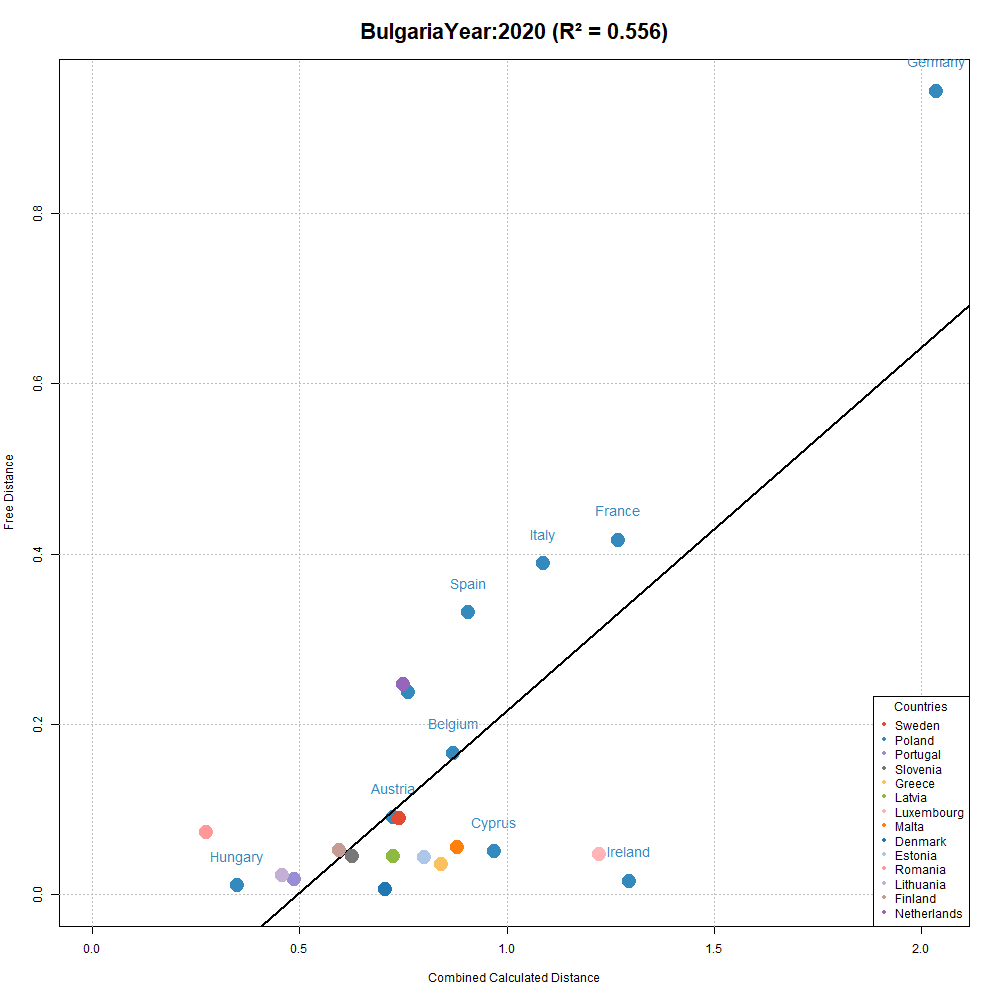 BulgariaYear:2020 (R² = 0.556)
Germany
France
Italy
Spain
Belgium
Austria
Cyprus
Hungary
Ireland
Free Distance
0.8
0.6
0.4
0.2
0.0
0.0
0.5
1.0
1.5
2.0
Combined Calculated Distance
Countries
Sweden
Poland
Portugal
Slovenia
Greece
Latvia
Luxembourg
Malta
Denmark
Estonia
Romania
Lithuania
Finland
Netherlands